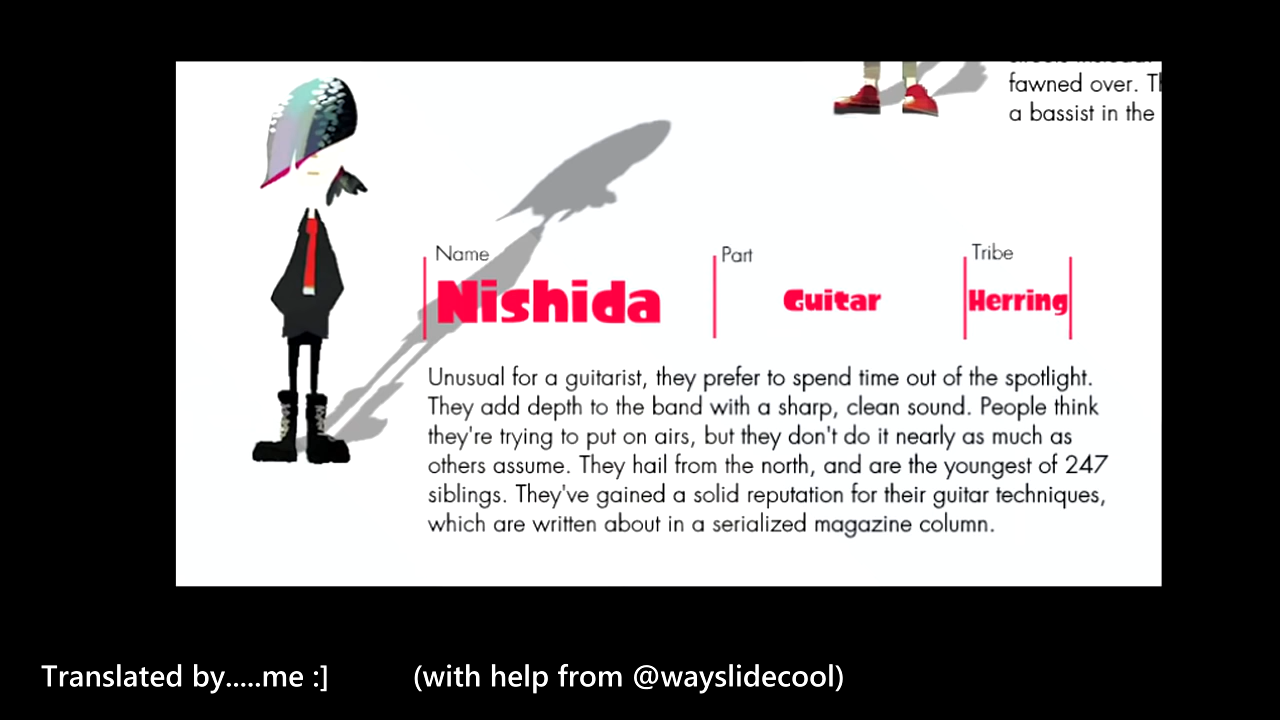 fawned over. Th
a bassist in the
Name
Part
Tribe
Nishida
Guitar
Herring
Unusual for a guitarist, they prefer to spend time out of the spotlight.
They add depth to the band with a sharp, clean sound. People think
they're trying to put on airs, but they don't do it nearly as much as
others assume. They hail from the north, and are the youngest of 247
siblings. They've gained a solid reputation for their guitar techniques,
which are written about in a serialized magazine column.
Translated by.....me :]
(with help from @wayslidecool)